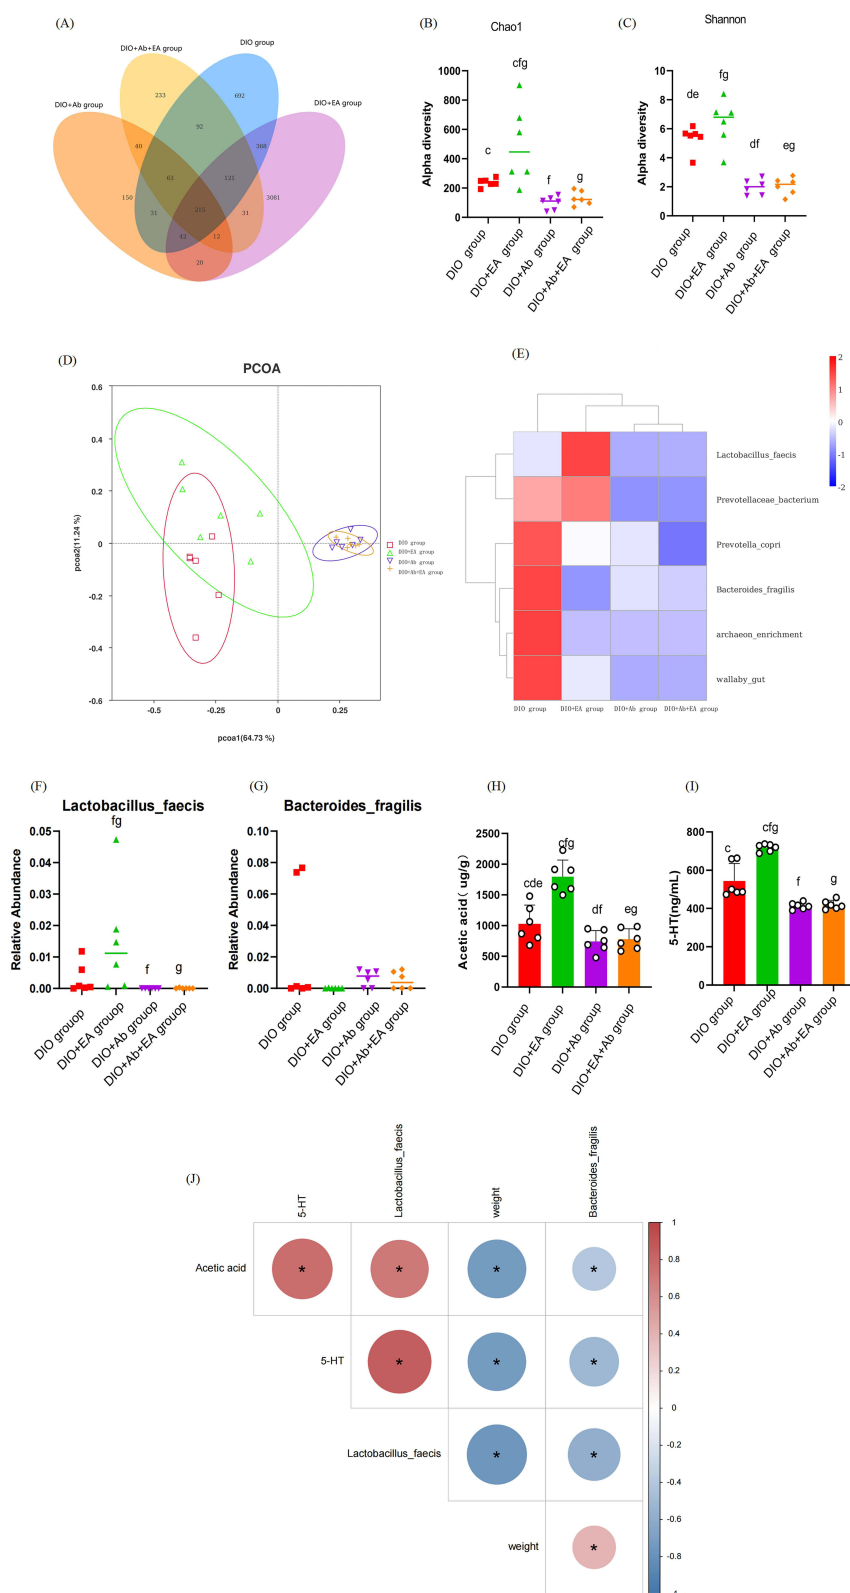 (A)
DIO+Ab+EA group
DIO group
DIO+Ab group
DIO+EA group
233
692
92
40
368
63
121
150
3081
31
215
31
42
12
20
(B)
Chao1
Alpha diversity
1000
800
600
400
200
0
c
cfg
f
g
DIO group
DIO+EA group
DIO+Ab group
DIO+Ab+EA group
(C)
Shannon
Alpha diversity
10
8
6
4
2
0
de
fg
df
eg
DIO group
DIO+EA group
DIO+Ab group
DIO+Ab+EA group
(D)
PCOA
pcoa2(11.24 %)
0.6
0.4
0.2
0
-0.2
-0.4
-0.6
-0.5
-0.25
0
0.25
pcoa1(64.73 %)
DIO group
DIO+EA group
DIO+Ab group
DIO+Ab+EA group
(E)
2
1
0
-1
-2
Lactobacillus_faecis
Prevotellaceae_bacterium
Prevotella_copri
Bacteroides_fragilis
archaeon_enrichment
wallaby_gut
DIO group
DIO+EA group
DIO+Ab group
DIO+Ab+EA group
(F)
Lactobacillus_faecis
Relative Abundance
0.05
0.04
0.03
0.02
0.01
0.00
fg
f
g
DIO gruoup
DIO+EA gruoop
DIO+Ab gruoup
DIO+Ab+EA gruoup
(G)
Bacteroides_fragilis
Relative Abundance
0.10
0.08
0.06
0.04
0.02
0.00
DIO group
DIO+EA group
DIO+Ab group
DIO+Ab+EA group
(H)
Acetic acid( ug/g)
2500
2000
1500
1000
500
0
cde
cfg
df
eg
DIO group
DIO+EA group
DIO+Ab group
DIO+EA+Ab group
(I)
5-HT(ng/mL)
800
600
400
200
0
c
cfg
f
g
DIO group
DIO+EA group
DIO+Ab group
DIO+Ab+EA group
(J)
5-HT
Lactobacillus_faecis
weight
Bacteroides_fragilis
Acetic acid
* * * *
5-HT
* * *
Lactobacillus_faecis
* *
weight
*
1
0.8
0.6
0.4
0.2
0
-0.2
-0.4
-0.6
-0.8